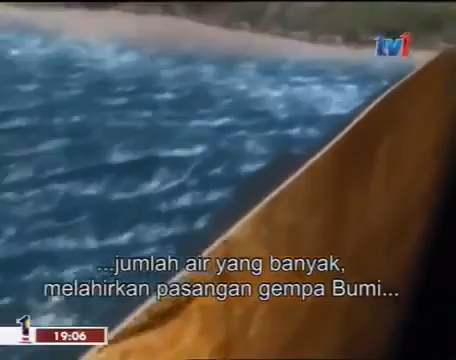 tv1
...jumlah air yang banyak,
melahirkan pasangan gempa Bumi...
1 19:06